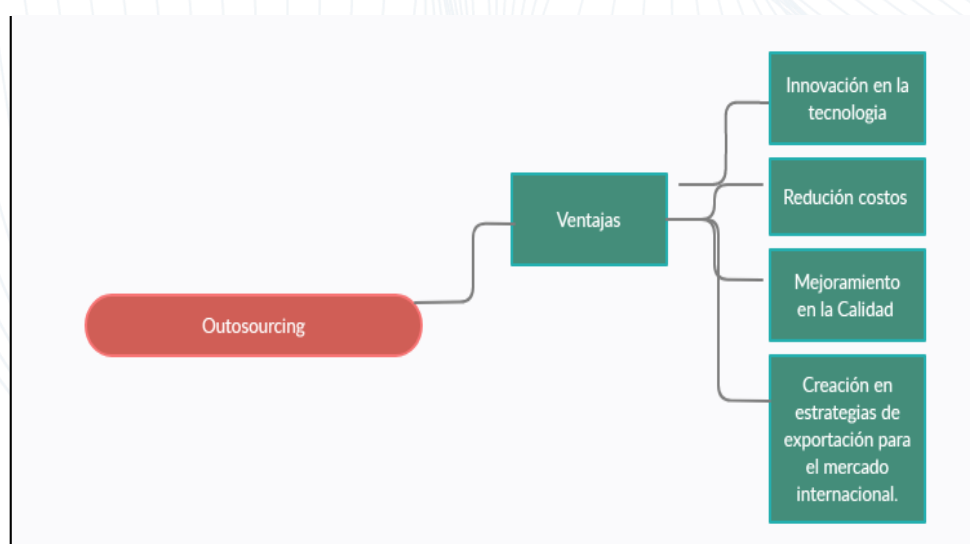 Outosourcing
Ventajas
Innovación en la
tecnologia
Redución costos
Mejoramiento
en la Calidad
Creación en
estrategias de
exportación para
el mercado
internacional.